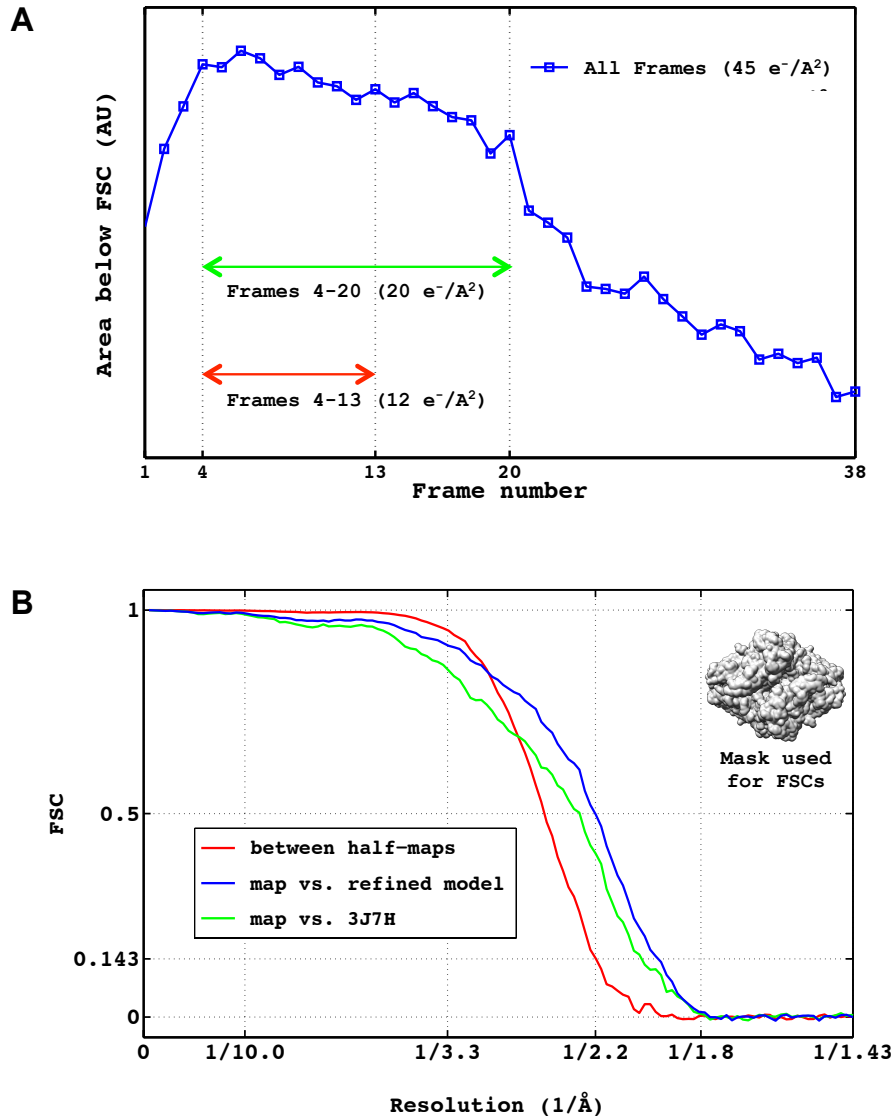 A
Area below FSC (AU)
All Frames (45 e⁻/A²)
Frames 4–20 (20 e⁻/A²)
Frames 4–13 (12 e⁻/A²)
1 4 13 20 38
Frame number
B
FSC
1
0.5
0.143
0
Mask used
for FSCs
between half–maps
map vs. refined model
map vs. 3J7H
0 1/10.0 1/3.3 1/2.2 1/1.8 1/1.43
Resolution (1/Å)